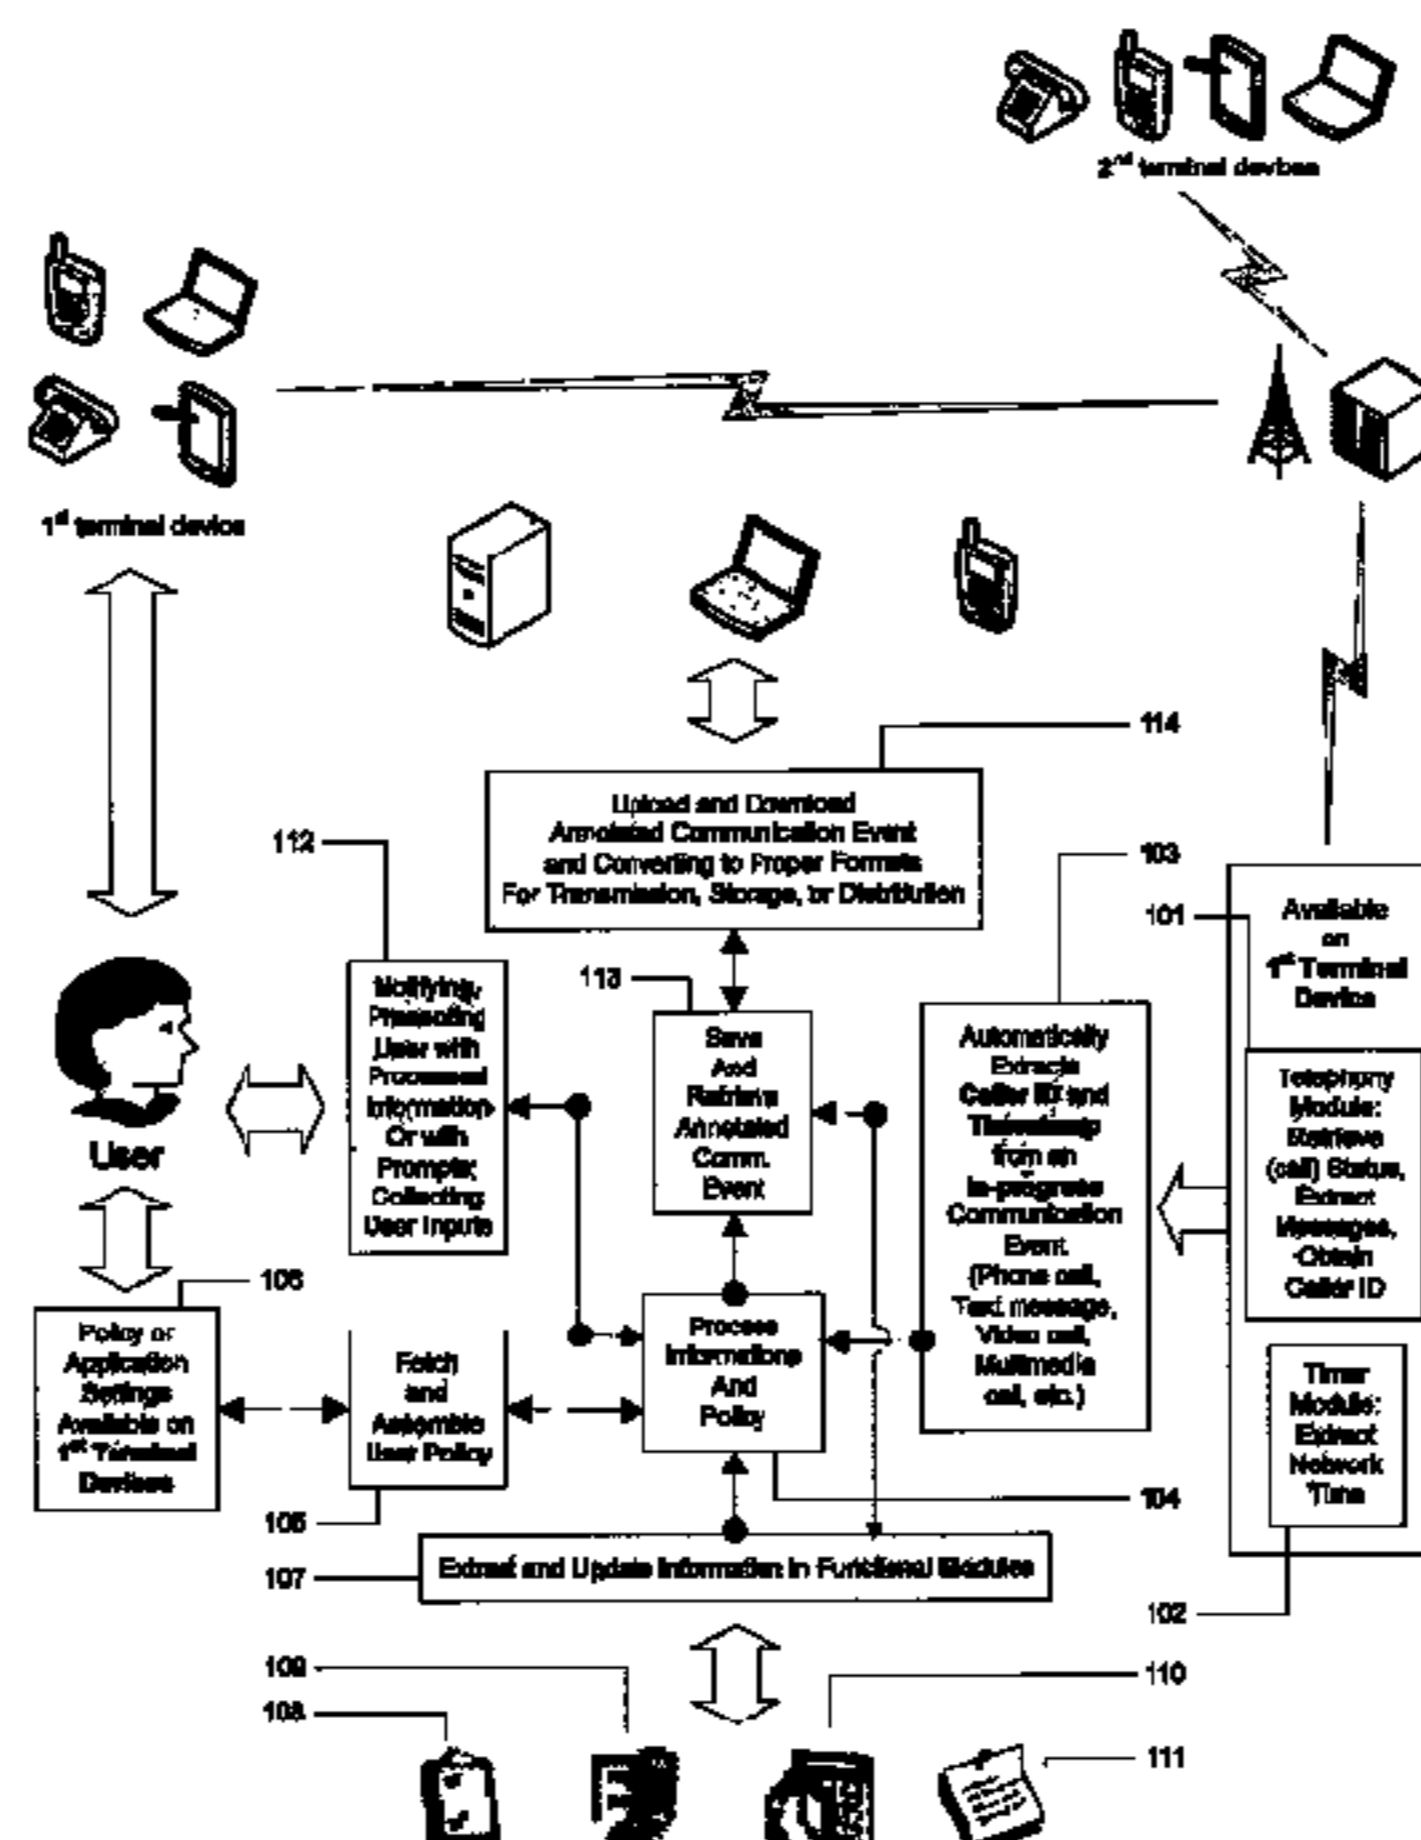 2nd terminal devices
1st terminal device
114
Upload and Download
Annotated Communication Event
and Converting to Proper Formats
For Transmission, Storage, or Distribution
112
103
101
Available
on
1st Terminal
Device
113
Notifying,
Presenting
User with
Processed
Information
Or with
Prompts;
Collecting
User Inputs
Save
And
Retrieve
Annotated
Comm.
Event
Automatically
Extracts
Caller ID and
Timestamp
from an
in-progress
Communication
Event
(Phone call,
Text message,
Video call,
Multimedia
call, etc.)
Telephony
Module:
Retrieve
(call) Status,
Extract
Messages,
Obtain
Caller ID
User
106
Policy or
Application
Settings
Available on
1st Terminal
Devices
Fetch
and
Assemble
User Policy
Process
Informations
And
Policy
Timer
Module:
Extract
Network
Time
104
105
107
Extract and Update Information in Functional Modules
102
109
110
108
111